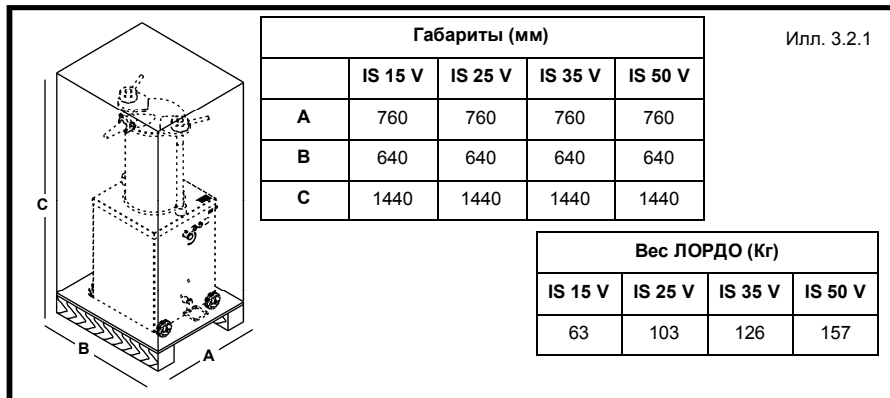 Габариты (мм)
Илл. 3.2.1
IS 15 V IS 25 V IS 35 V IS 50 V
A 760 760 760 760
B 640 640 640 640
C 1440 1440 1440 1440
C
B
A
Вес ЛОРДО (Кг)
IS 15 V IS 25 V IS 35 V IS 50 V
63 103 126 157